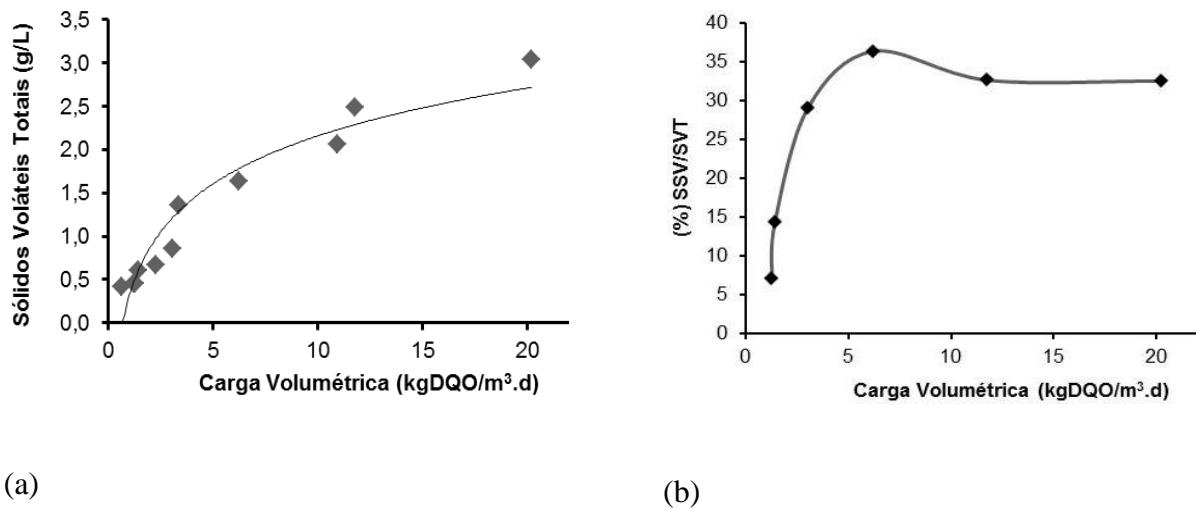 Sólidos Voláteis Totais (g/L)
3,5
3,0
2,5
2,0
1,5
1,0
0,5
0,0
0 5 10 15 20
Carga Volumétrica (kgDQO/m³.d)
(a)
(%) SSV/SVT
40
35
30
25
20
15
10
5
0
0 5 10 15 20
Carga Volumétrica (kgDQO/m³.d)
(b)